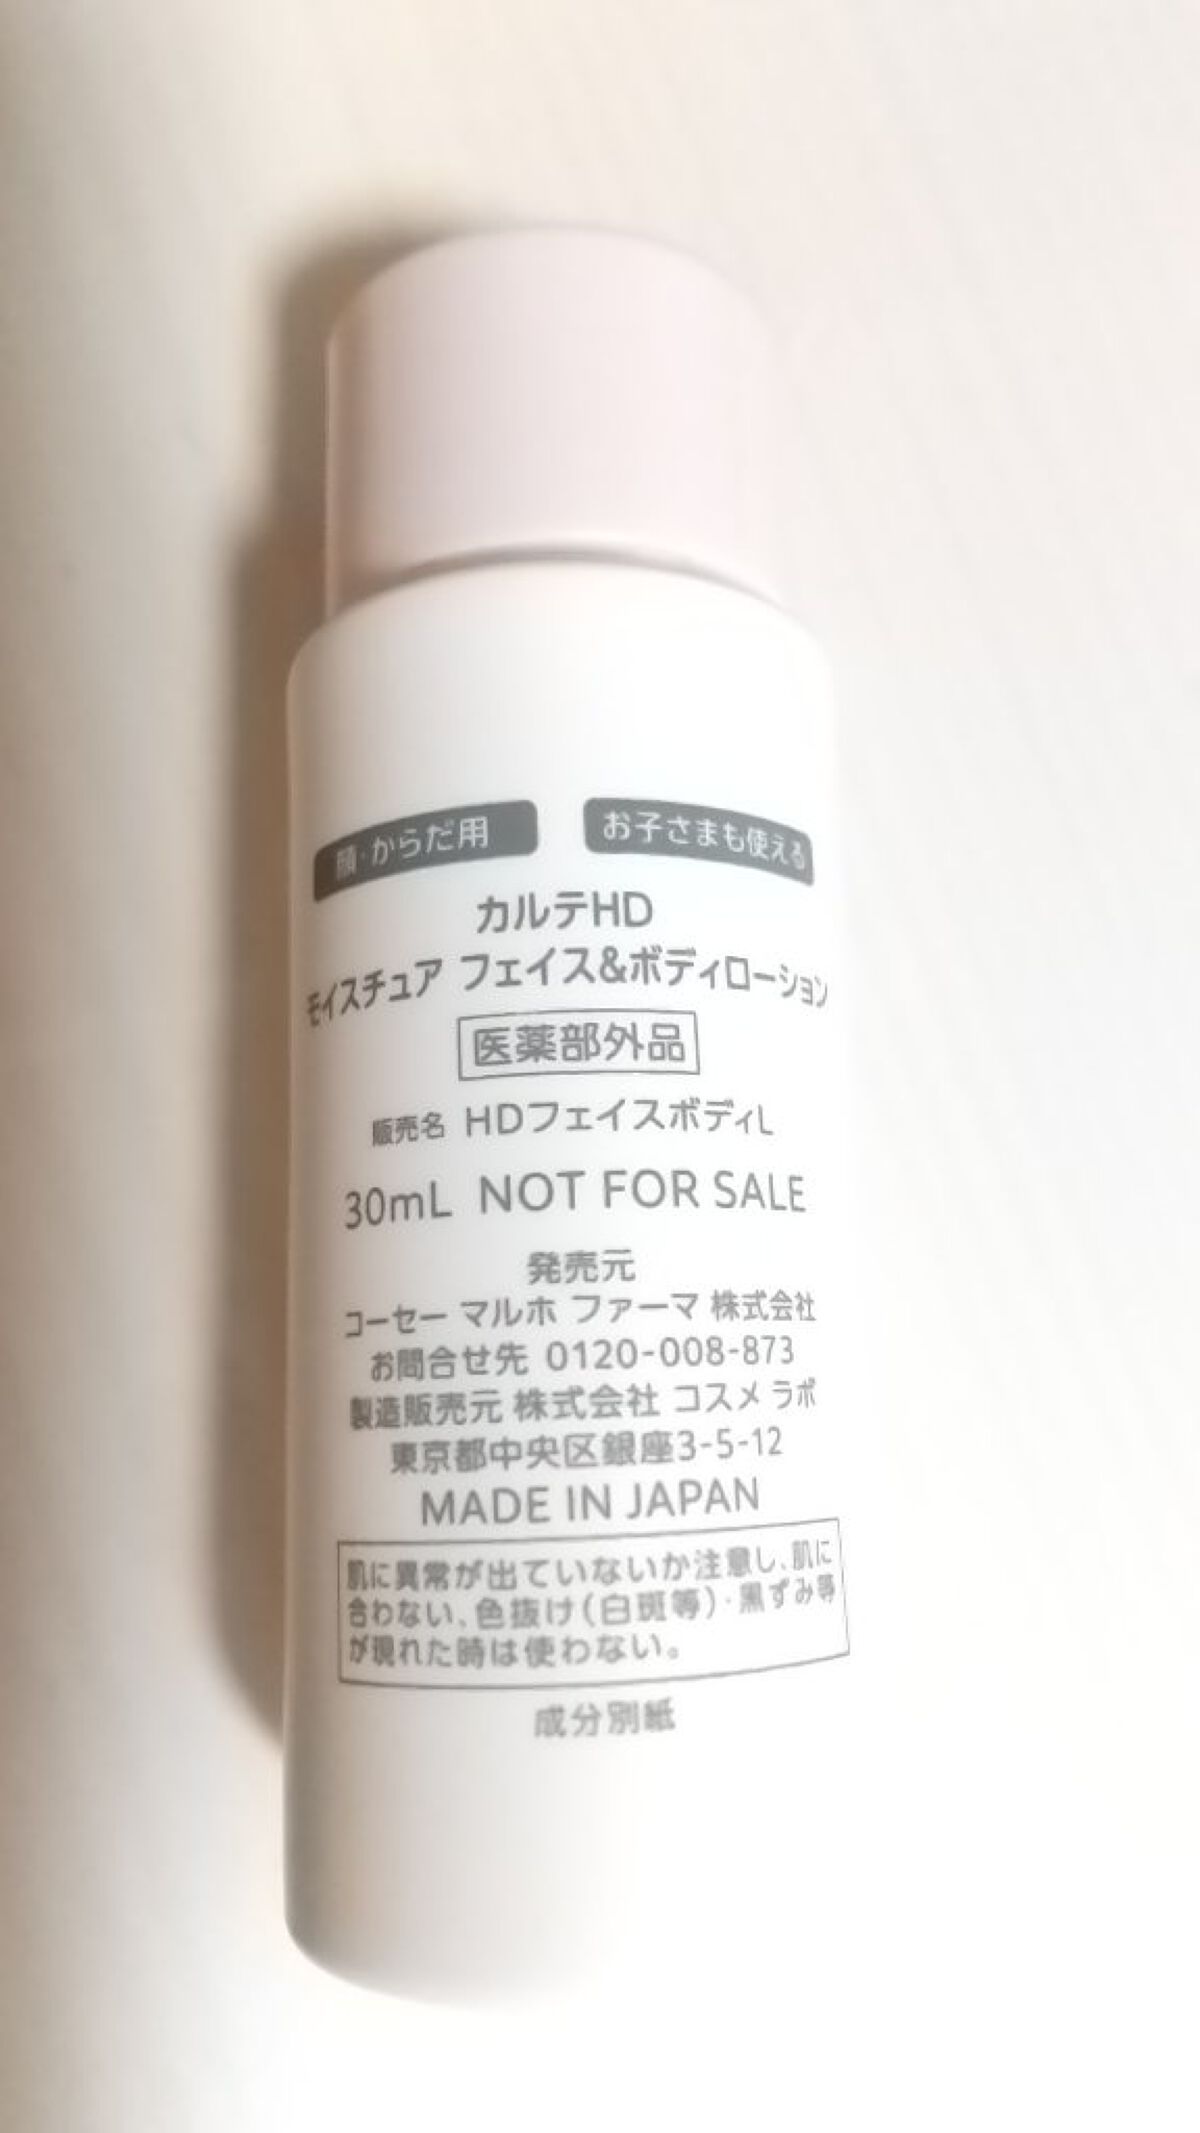 顔・からだ用 お子さまも使える
カルテHD
モイスチュア フェイス&ボディローション
医薬部外品
販売名 HDフェイスボディL
30mL NOT FOR SALE
発売元
コーセー マルホ ファーマ 株式会社
お問合せ先 0120-008-873
製造販売元 株式会社 コスメ ラボ
東京都中央区銀座3-5-12
MADE IN JAPAN
肌に異常が出ていないか注意し、肌に
合わない、色抜け(白斑等)・黒ずみ等
が現れた時は使わない。
成分別紙